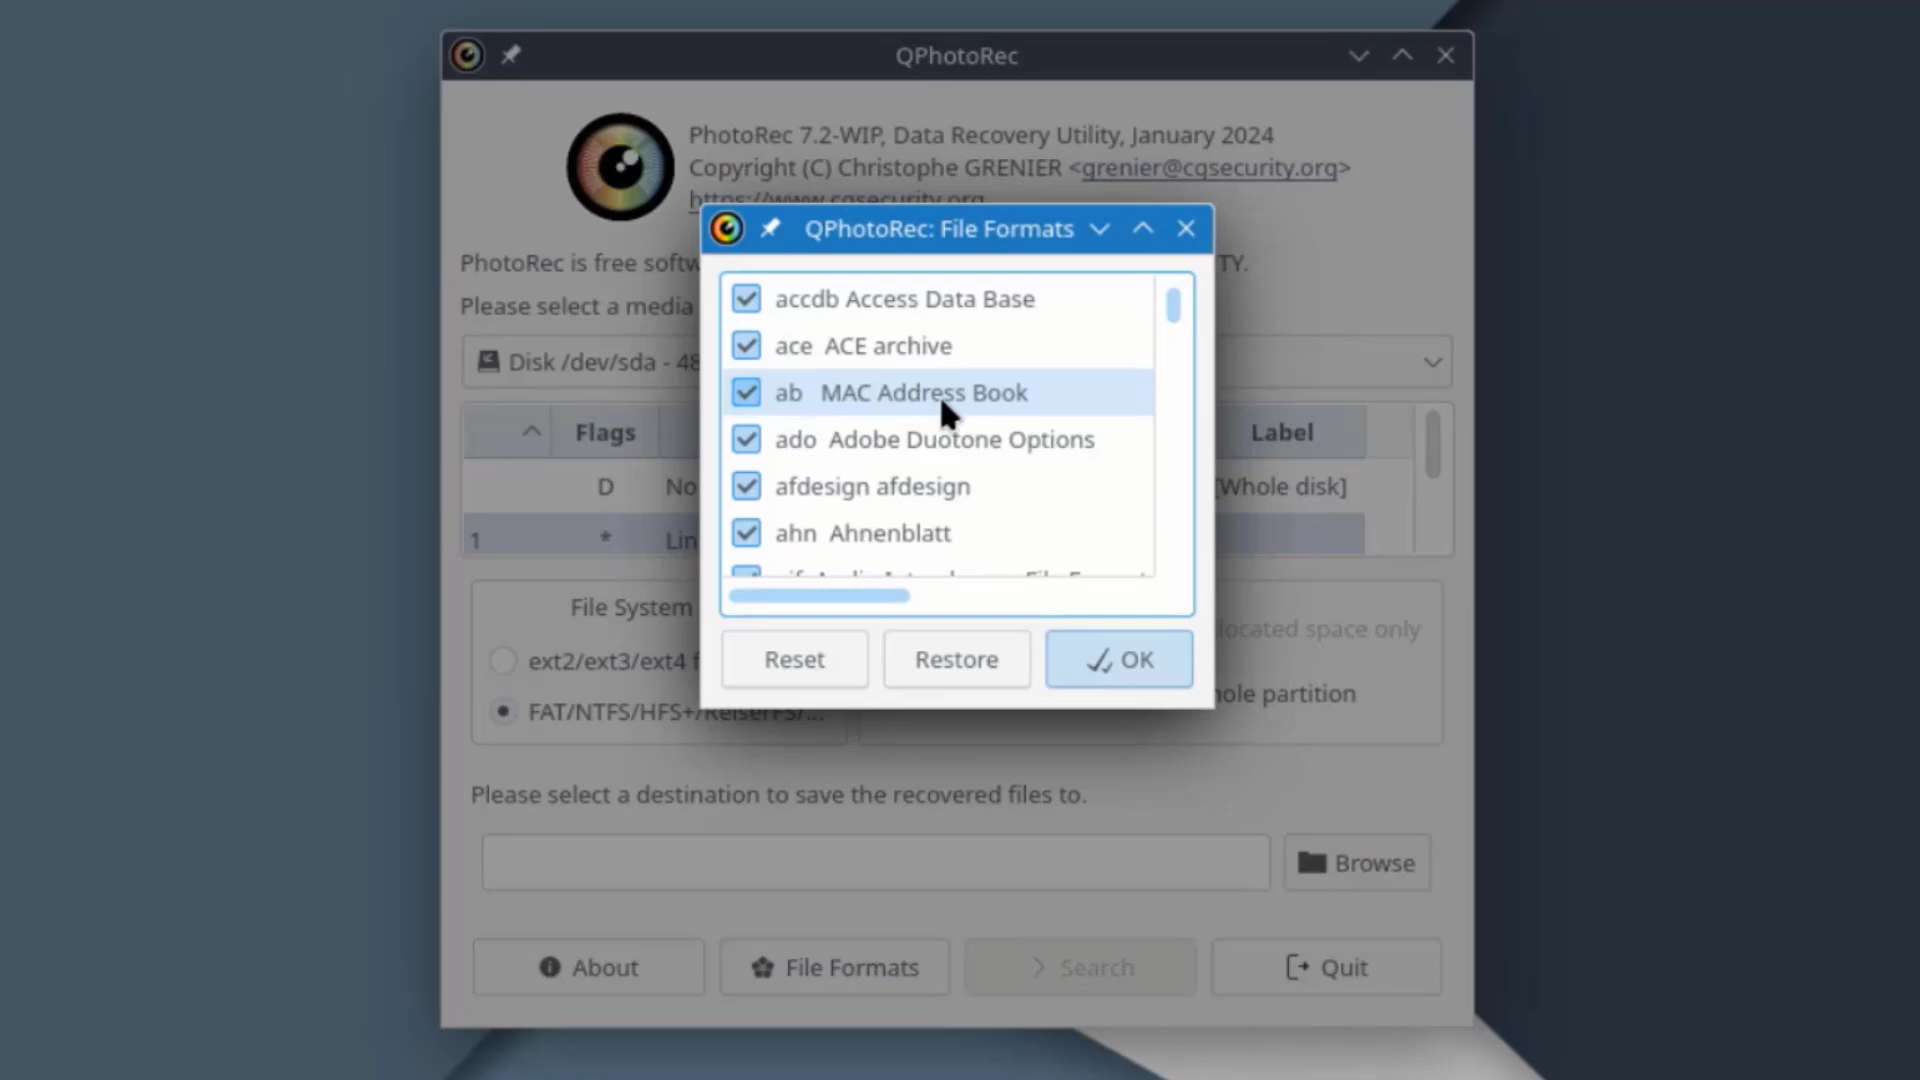 QPhotoRec
PhotoRec 7.2-WIP, Data Recovery Utility, January 2024
Copyright (C) Christophe GRENIER <grenier@cgsecurity.org>
https://www.cgsecurity.org
QPhotoRec: File Formats
PhotoRec is free softw
TY.
Please select a media
accdb Access Data Base
Disk /dev/sda - 48
ace ACE archive
ab MAC Address Book
Flags
Label
ado Adobe Duotone Options
D
No
afdesign afdesign
[Whole disk]
1
*
Lin
ahn Ahnenblatt
File System
located space only
ext2/ext3/ext4 f
Reset
Restore
OK
FAT/NTFS/HFS+/ReiserFS/...
hole partition
Please select a destination to save the recovered files to.
Browse
About
File Formats
Search
Quit